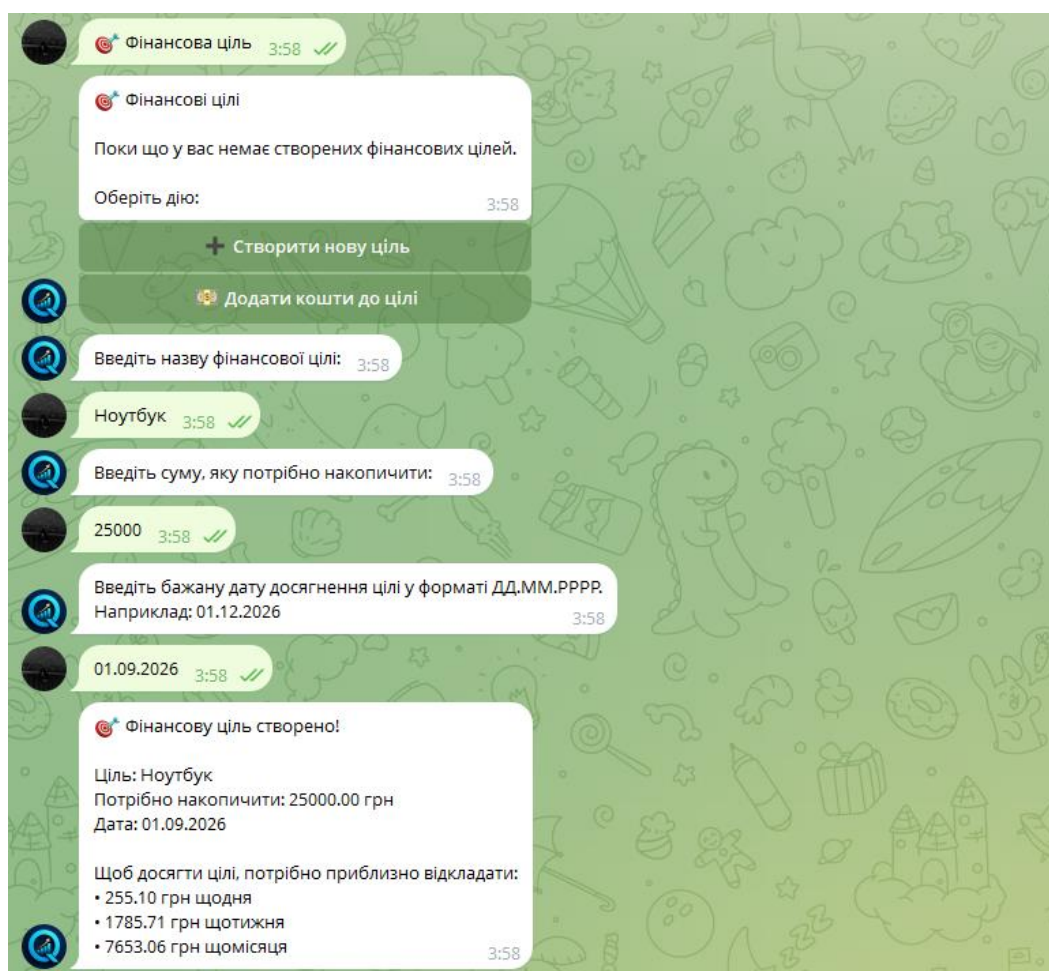 🎯 Фінансова ціль 3:58
🎯 Фінансові цілі
Поки що у вас немає створених фінансових цілей.
Оберіть дію: 3:58
➕ Створити нову ціль
💵 Додати кошти до цілі
Введіть назву фінансової цілі: 3:58
Ноутбук 3:58
Введіть суму, яку потрібно накопичити: 3:58
25000 3:58
Введіть бажану дату досягнення цілі у форматі ДД.ММ.РРРР.
Наприклад: 01.12.2026 3:58
01.09.2026 3:58
🎯 Фінансову ціль створено!
Ціль: Ноутбук
Потрібно накопичити: 25000.00 грн
Дата: 01.09.2026
Щоб досягти цілі, потрібно приблизно відкладати:
• 255.10 грн щодня
• 1785.71 грн щотижня
• 7653.06 грн щомісяця 3:58